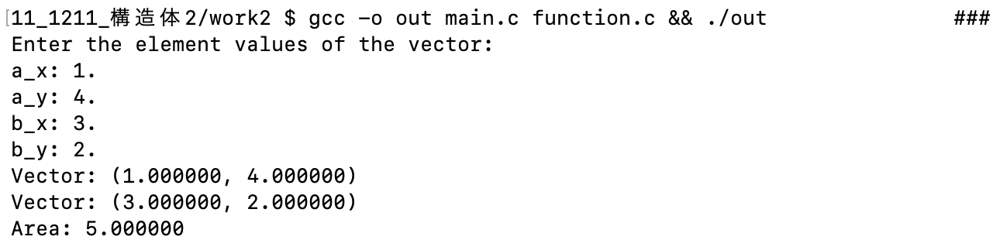 [11_1211_構造体2/work2 $ gcc -o out main.c function.c && ./out ###
Enter the element values of the vector:
a_x: 1.
a_y: 4.
b_x: 3.
b_y: 2.
Vector: (1.000000, 4.000000)
Vector: (3.000000, 2.000000)
Area: 5.000000